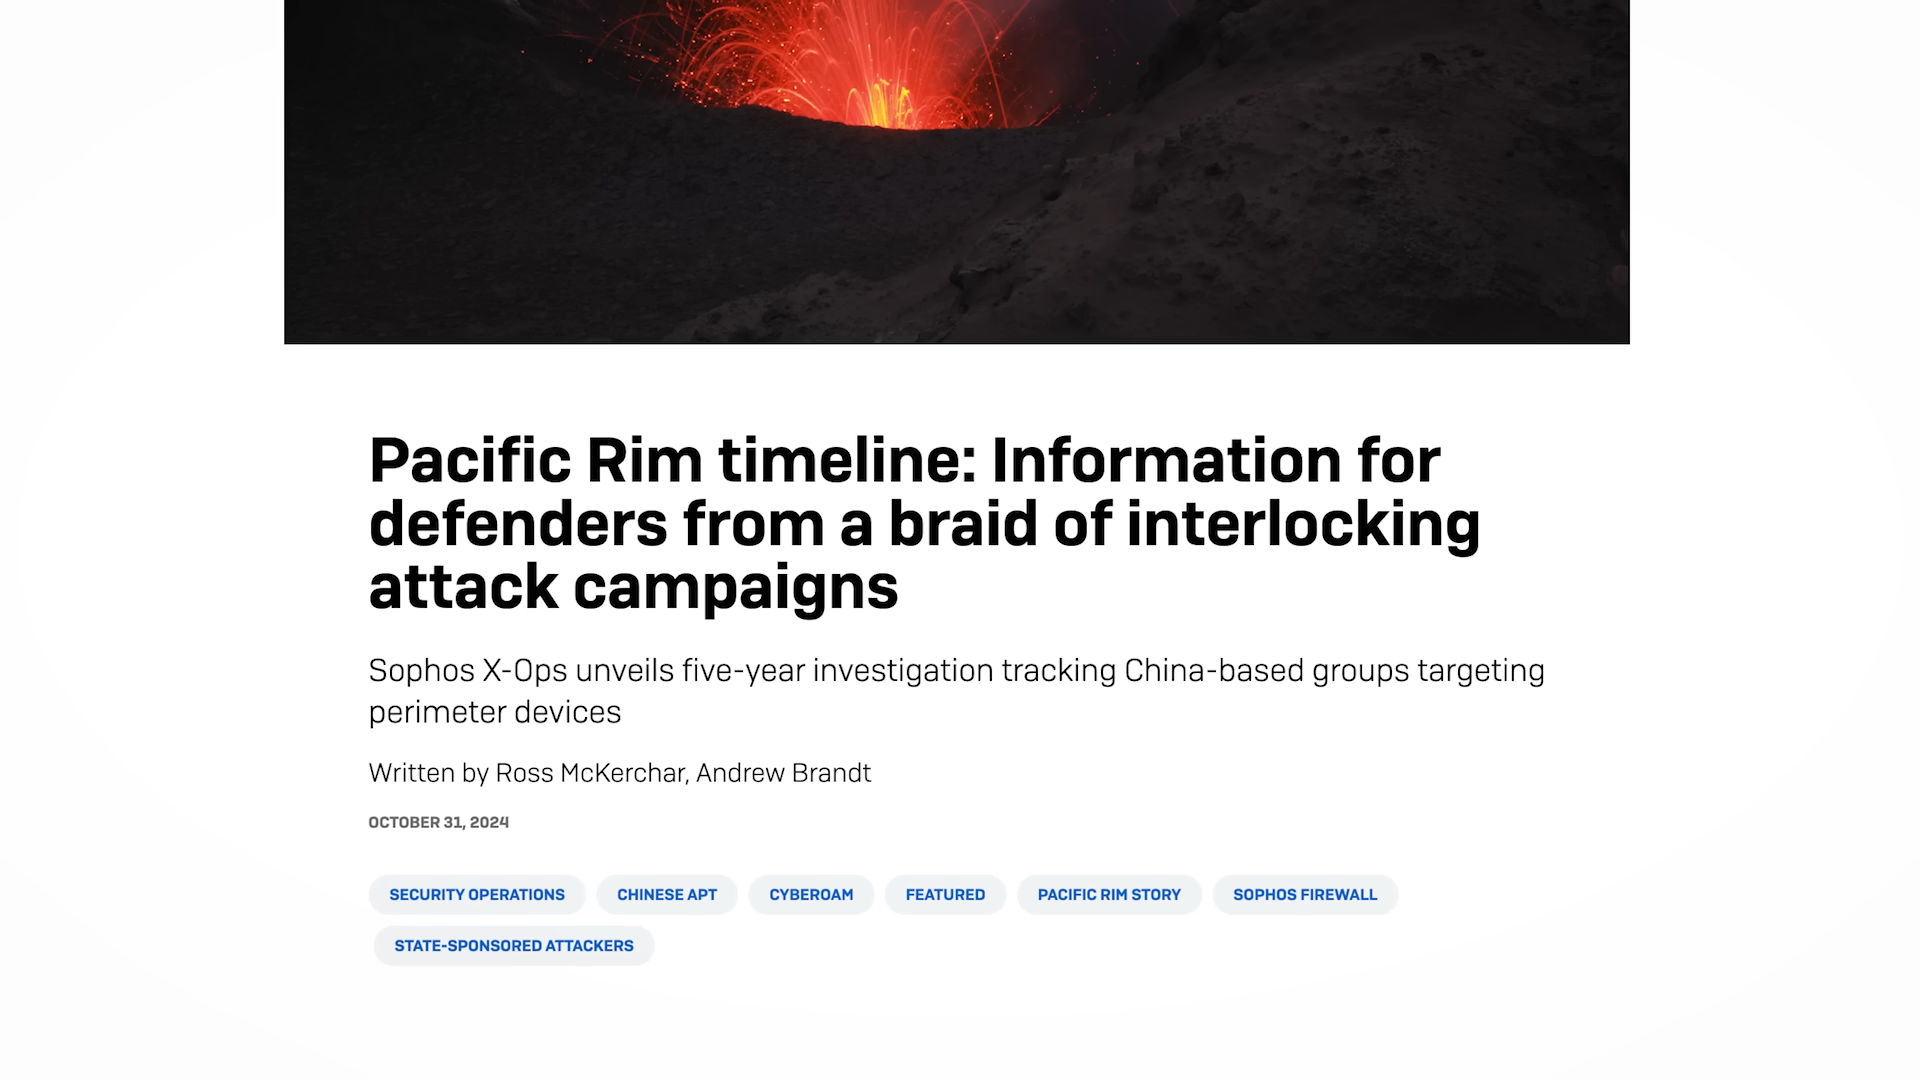 Pacific Rim timeline: Information for
defenders from a braid of interlocking
attack campaigns
Sophos X-Ops unveils five-year investigation tracking China-based groups targeting
perimeter devices
Written by Ross McKerchar, Andrew Brandt
OCTOBER 31, 2024
SECURITY OPERATIONS CHINESE APT CYBEROAM FEATURED PACIFIC RIM STORY SOPHOS FIREWALL
STATE-SPONSORED ATTACKERS